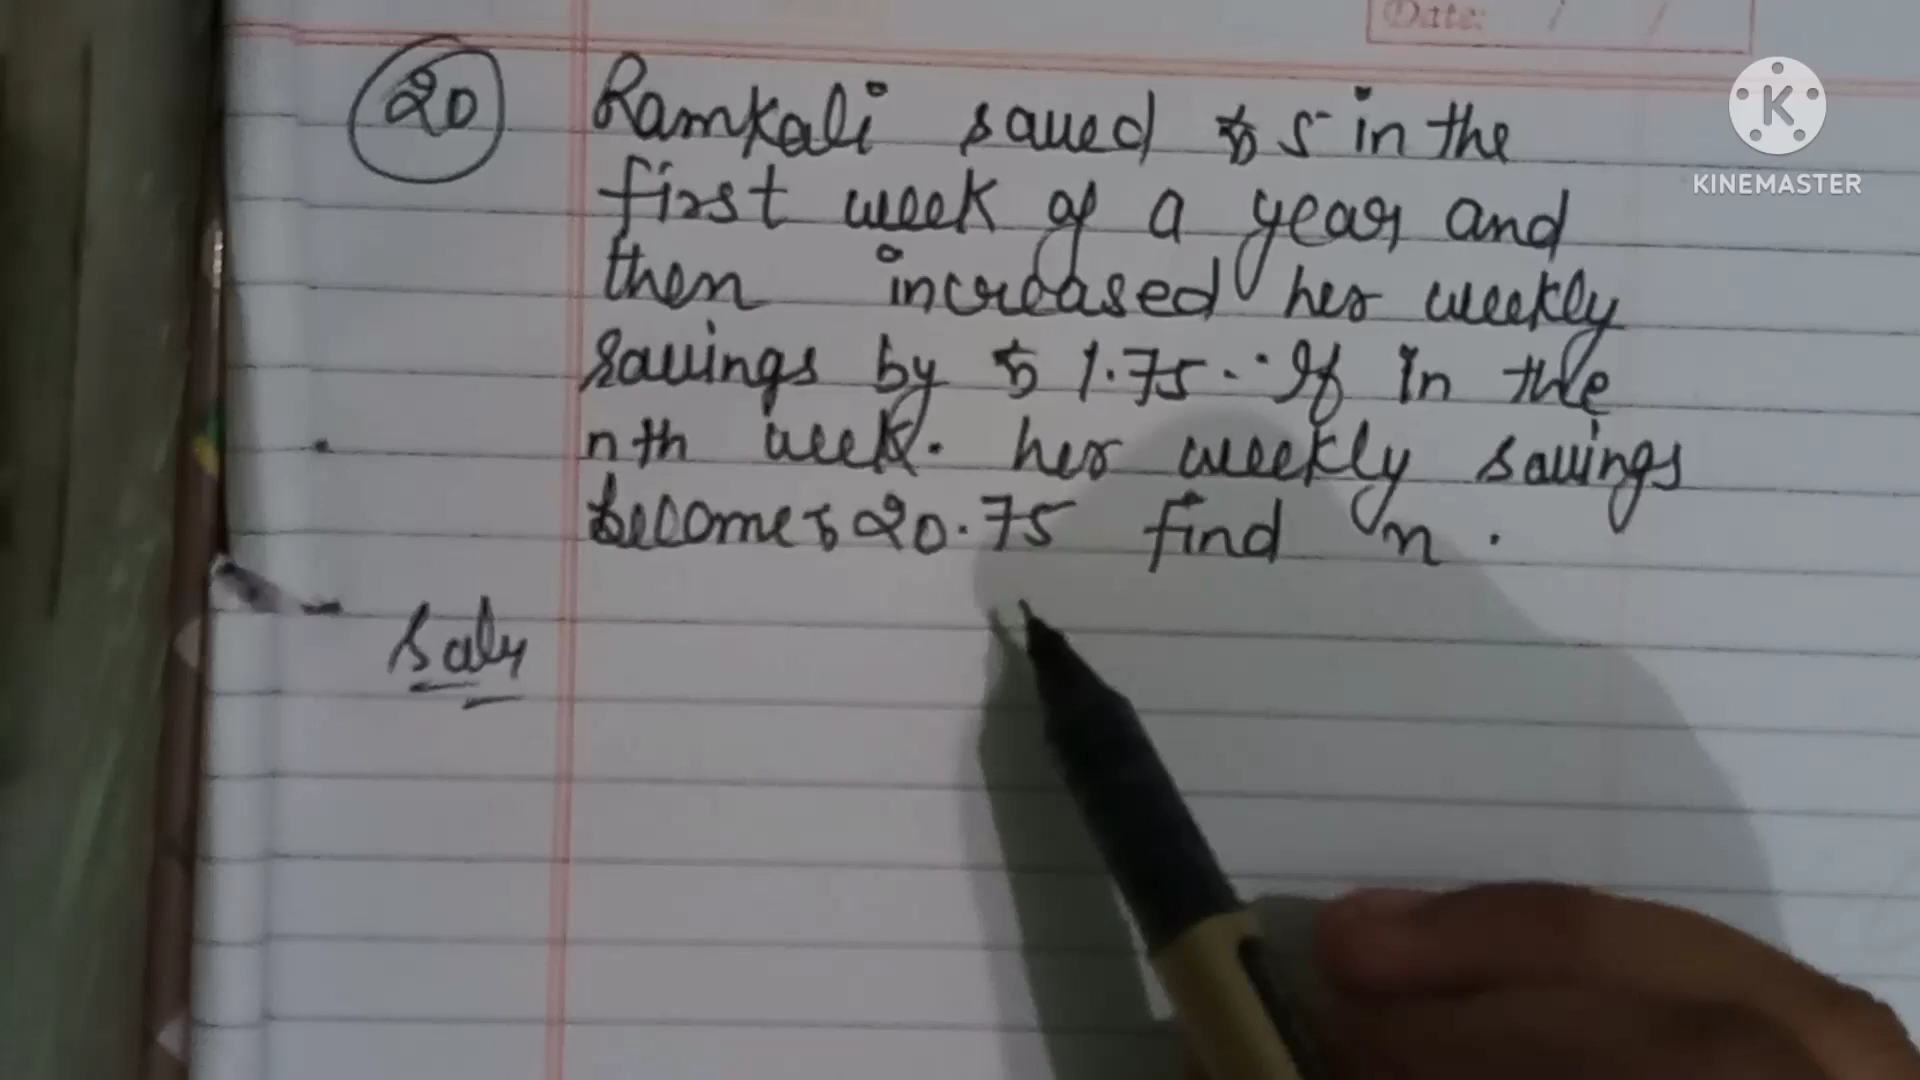 Date: / /
K
KINEMASTER
20 Ramkali saved ₹ 5 in the
first week of a year and
then increased her weekly
savings by ₹ 1.75. If in the
nth week. her weekly savings
become ₹ 20.75 find n.
Solu